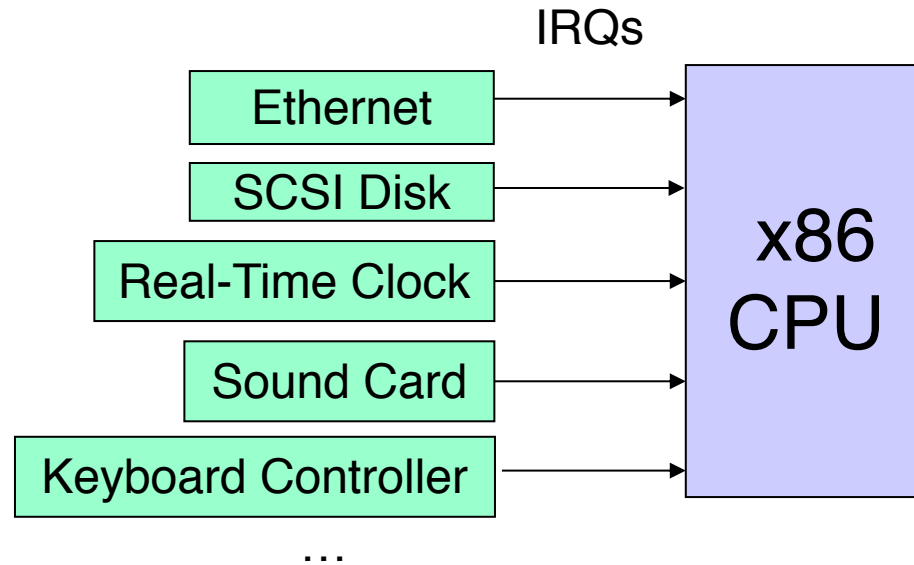 IRQs
Ethernet
SCSI Disk
Real-Time Clock
Sound Card
Keyboard Controller
...
x86
CPU